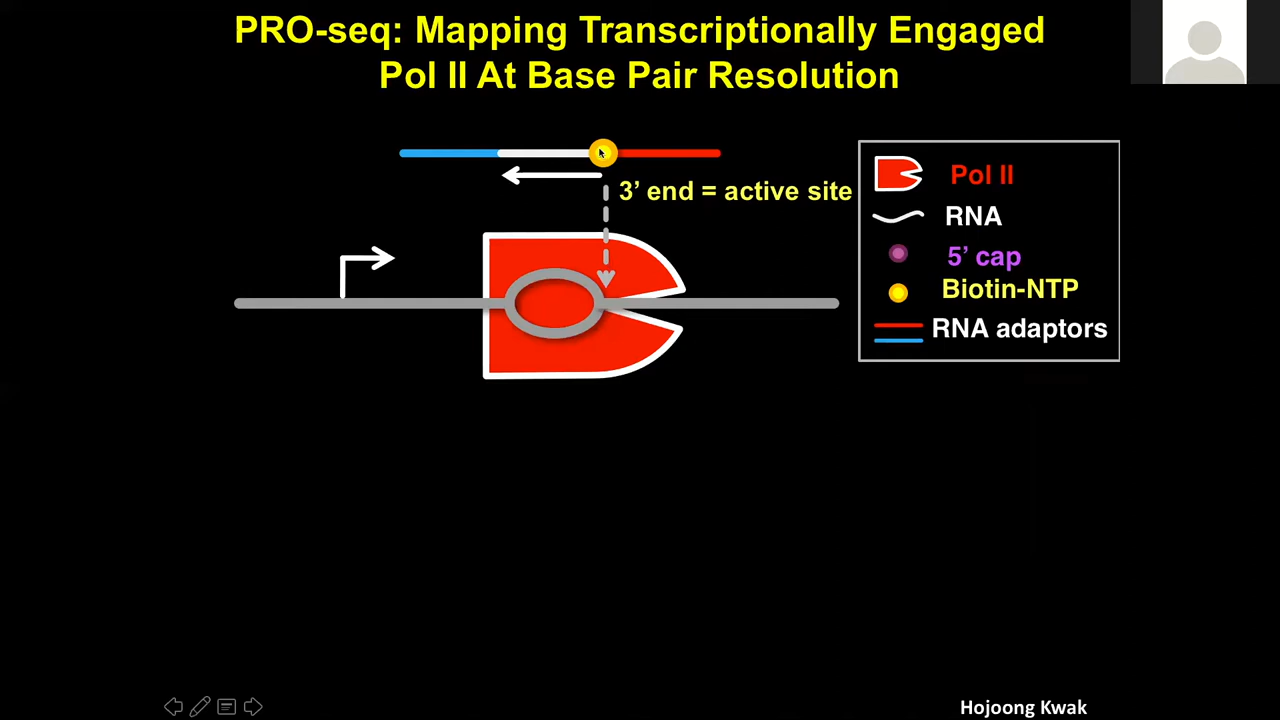 PRO-seq: Mapping Transcriptionally Engaged
Pol II At Base Pair Resolution
3’ end = active site
Pol II
RNA
5’ cap
Biotin-NTP
RNA adaptors
Hojoong Kwak